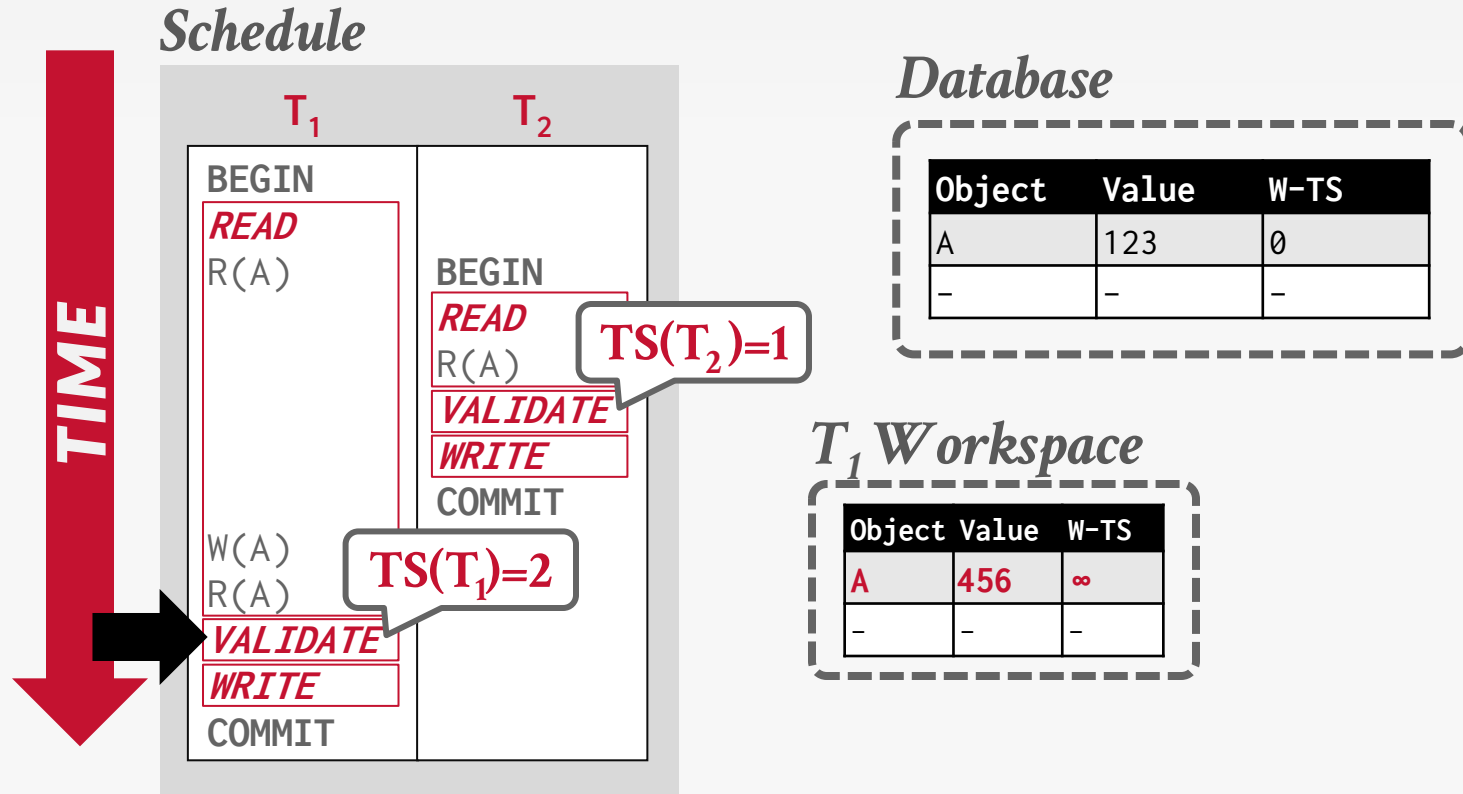 Schedule
TIME
T₁ T₂
BEGIN
READ
R(A) BEGIN
READ
TS(T₂)=1
R(A)
VALIDATE
WRITE
COMMIT
W(A)
TS(T₁)=2
R(A)
VALIDATE
WRITE
COMMIT
Database
Object Value W-TS
A 123 0
- - -
T₁ Workspace
Object Value W-TS
A 456 ∞
- - -